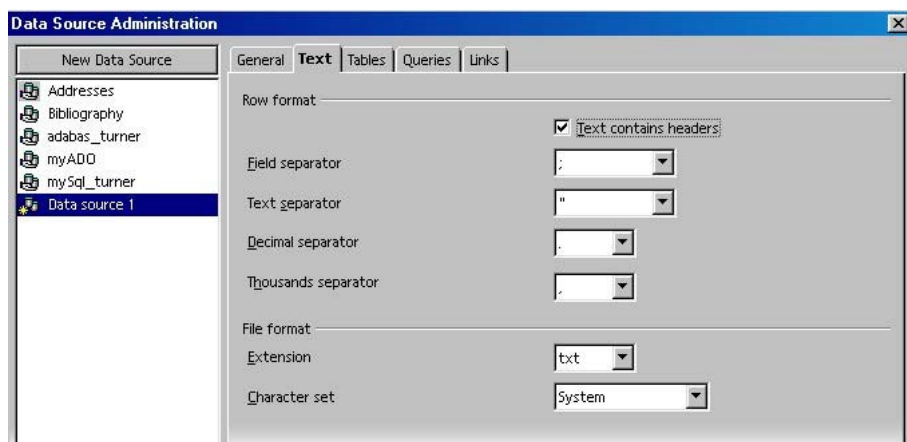 Data Source Administration
New Data Source
Addresses
Bibliography
adabas_turner
myADO
mySql_turner
Data source 1
General Text Tables Queries Links
Row format
Text contains headers
Field separator ;
Text separator "
Decimal separator .
Thousands separator ,
File format
Extension txt
Character set System